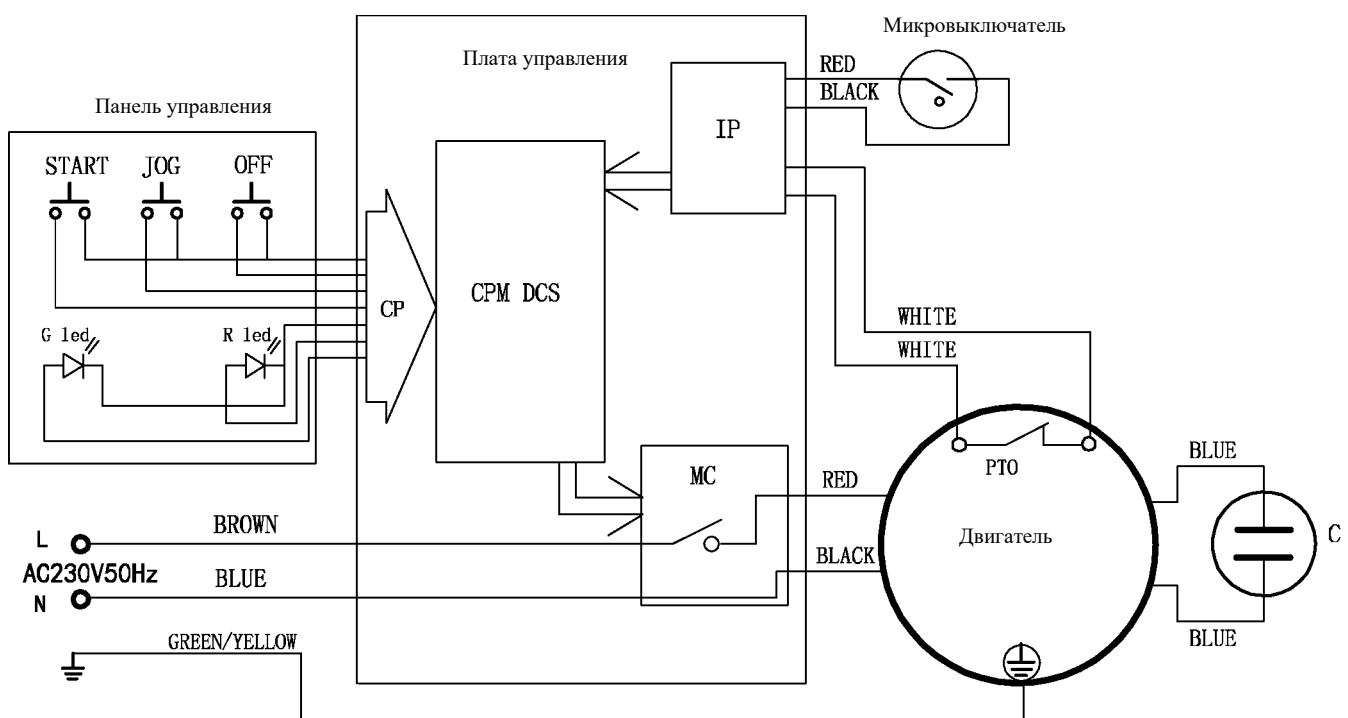 Микровыключатель
Плата управления
RED
BLACK
Панель управления
IP
START JOG OFF
CPM DCS
CP
WHITE
G led R led
WHITE
BLUE
MC
PTO
RED
BROWN
L
Двигатель
C
BLACK
AC230V50Hz
BLUE
N
BLUE
GREEN/YELLOW